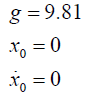 g = 9.81
x₀ = 0
ẋ₀ = 0